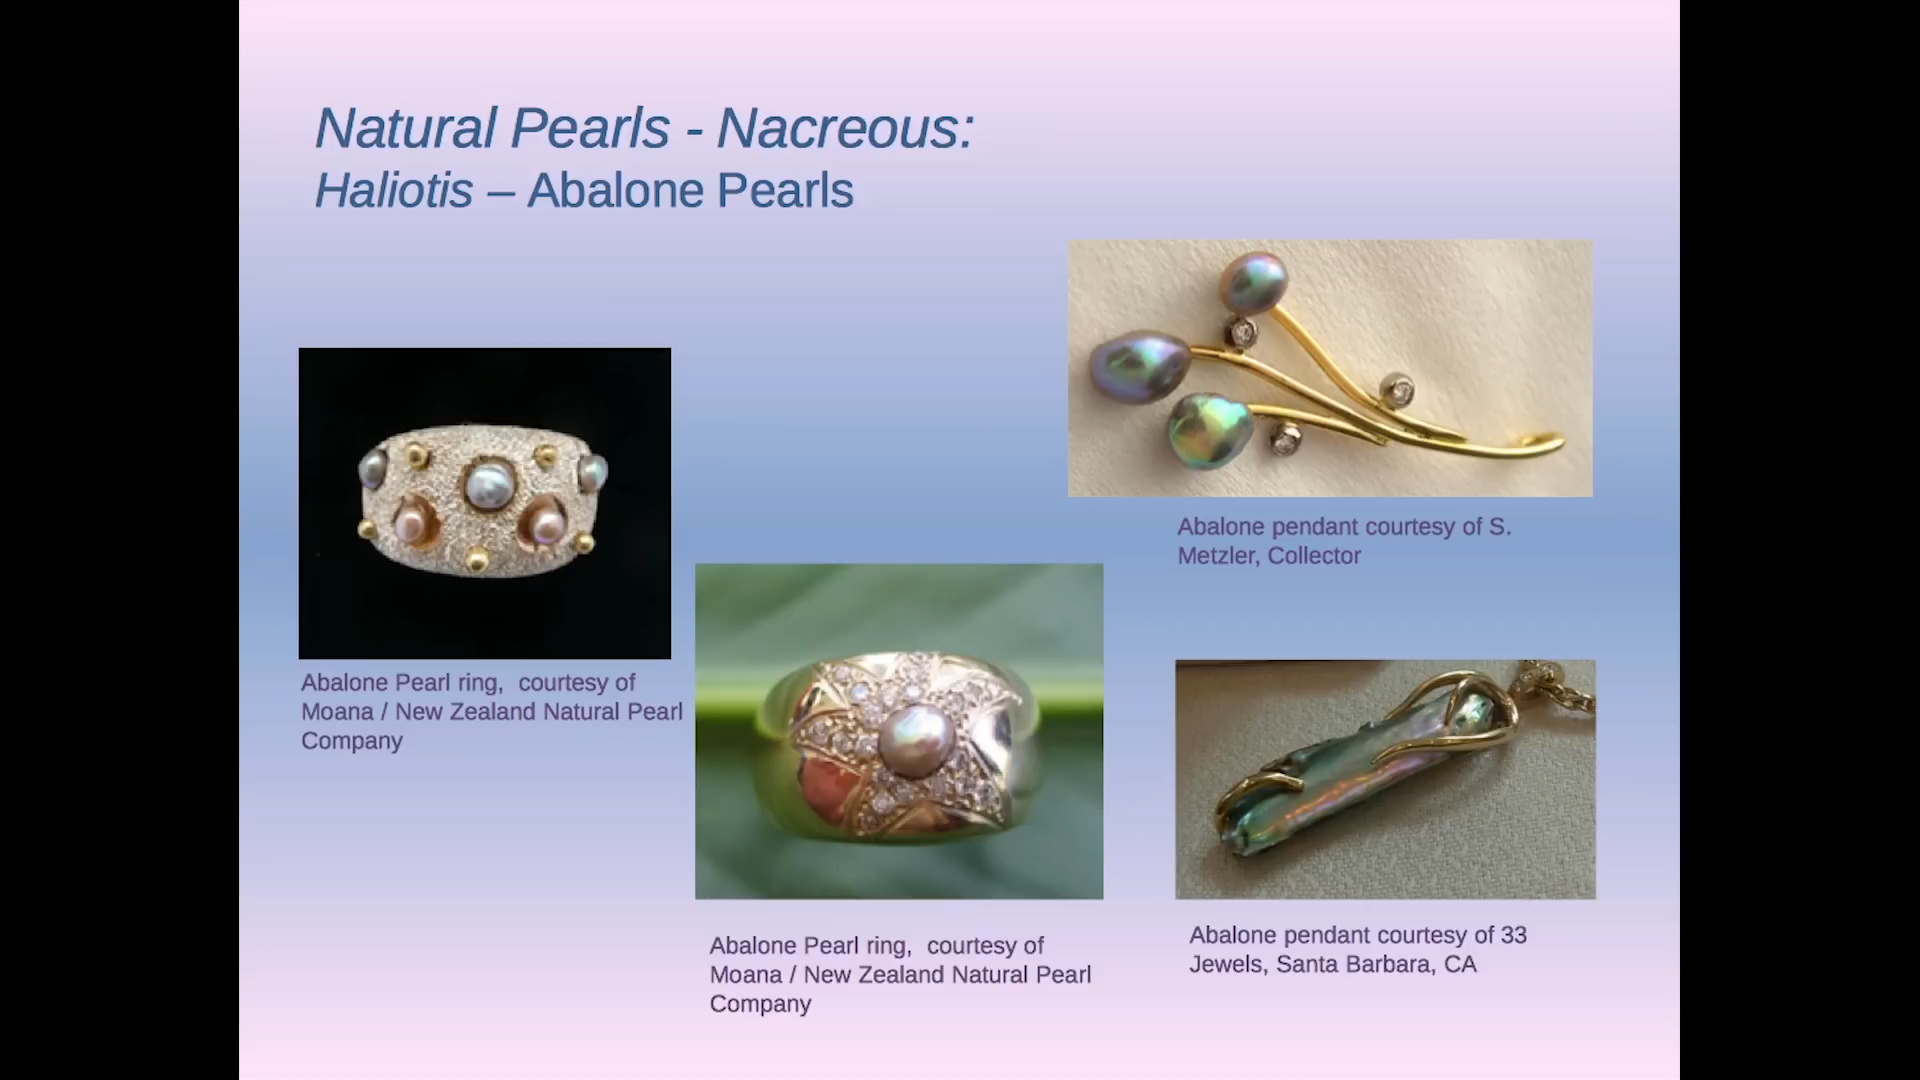 Natural Pearls - Nacreous:
Haliotis – Abalone Pearls
Abalone pendant courtesy of S.
Metzler, Collector
Abalone Pearl ring,  courtesy of
Moana / New Zealand Natural Pearl
Company
Abalone Pearl ring,  courtesy of
Moana / New Zealand Natural Pearl
Company
Abalone pendant courtesy of 33
Jewels, Santa Barbara, CA